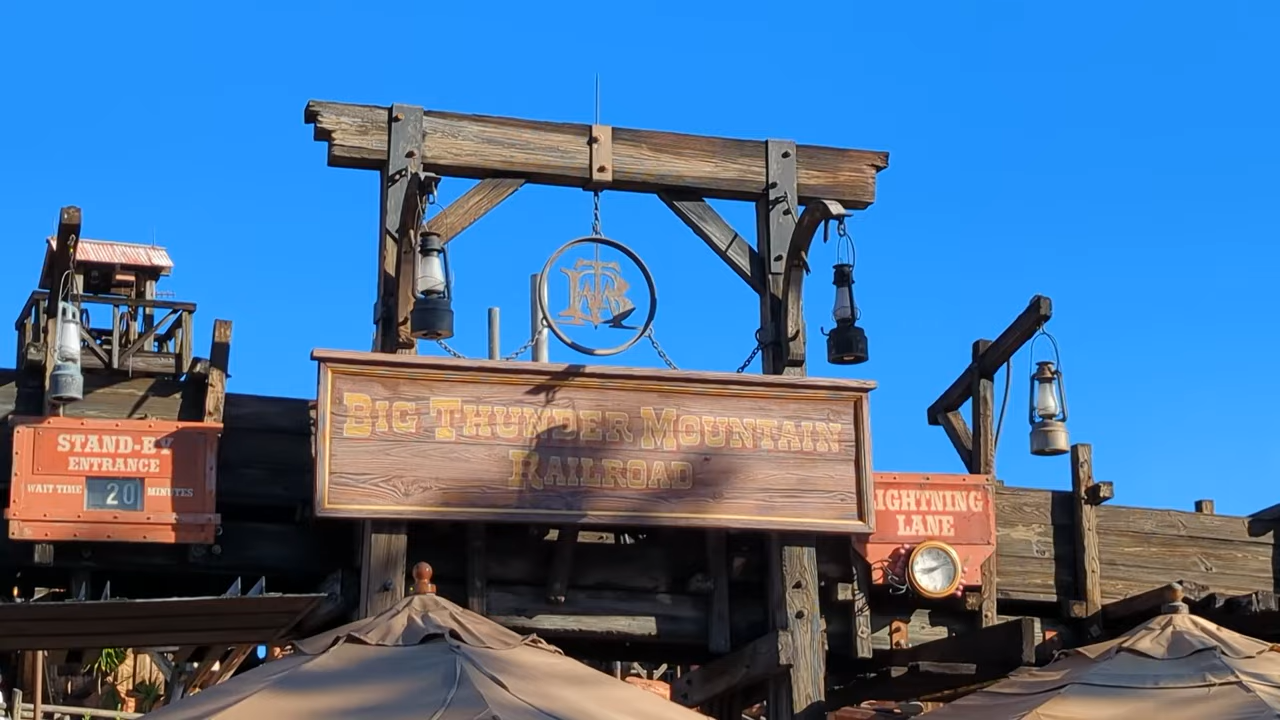 STAND-BY
ENTRANCE
WAIT TIME 20 MINUTES
BIG THUNDER MOUNTAIN
RAILROAD
IGHTNING
LANE